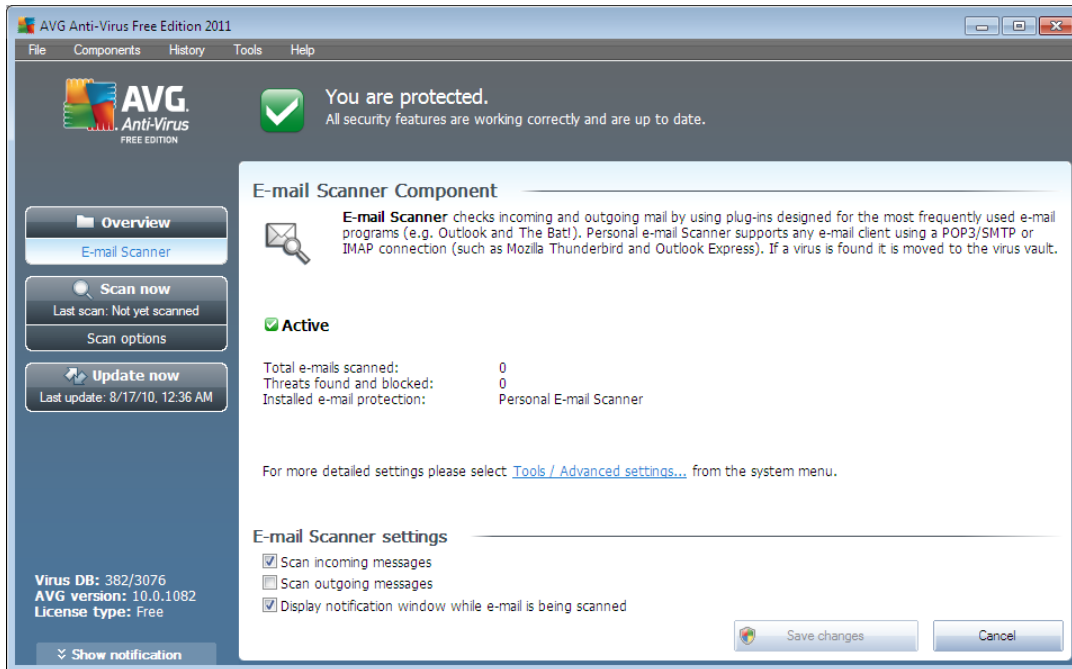 AVG Anti-Virus Free Edition 2011
File Components History Tools Help
AVG.
Anti-Virus
FREE EDITION
You are protected.
All security features are working correctly and are up to date.
Overview
E-mail Scanner
Scan now
Last scan: Not yet scanned
Scan options
Update now
Last update: 8/17/10, 12:36 AM
Virus DB: 382/3076
AVG version: 10.0.1082
License type: Free
Show notification
E-mail Scanner Component
E-mail Scanner checks incoming and outgoing mail by using plug-ins designed for the most frequently used e-mail
programs (e.g. Outlook and The Bat!). Personal e-mail Scanner supports any e-mail client using a POP3/SMTP or
IMAP connection (such as Mozilla Thunderbird and Outlook Express). If a virus is found it is moved to the virus vault.
Active
Total e-mails scanned: 0
Threats found and blocked: 0
Installed e-mail protection: Personal E-mail Scanner
For more detailed settings please select Tools / Advanced settings... from the system menu.
E-mail Scanner settings
Scan incoming messages
Scan outgoing messages
Display notification window while e-mail is being scanned
Save changes Cancel